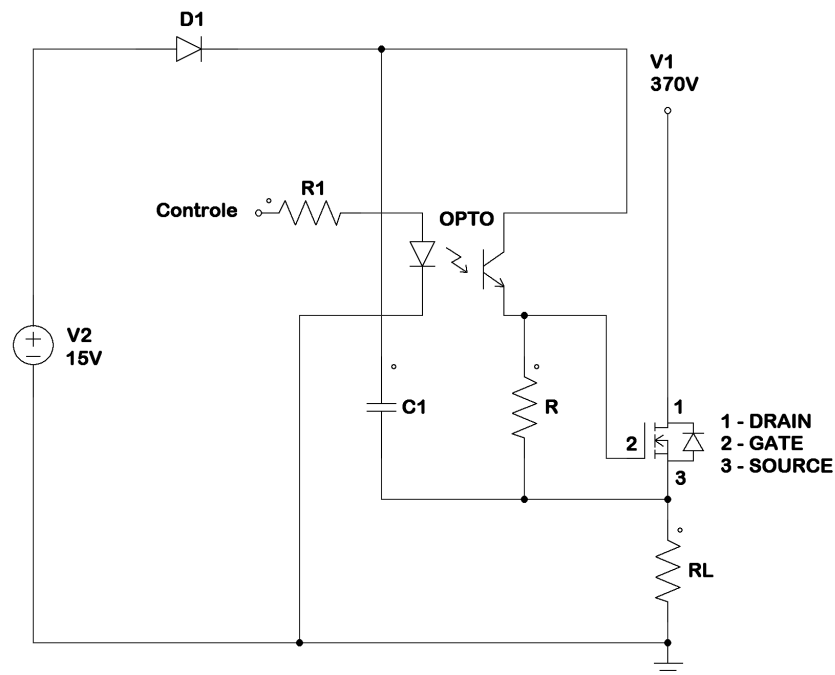 D1
V1
370V
R1
Controle
OPTO
V2
15V
C1
R
1
2
3
1 - DRAIN
2 - GATE
3 - SOURCE
RL